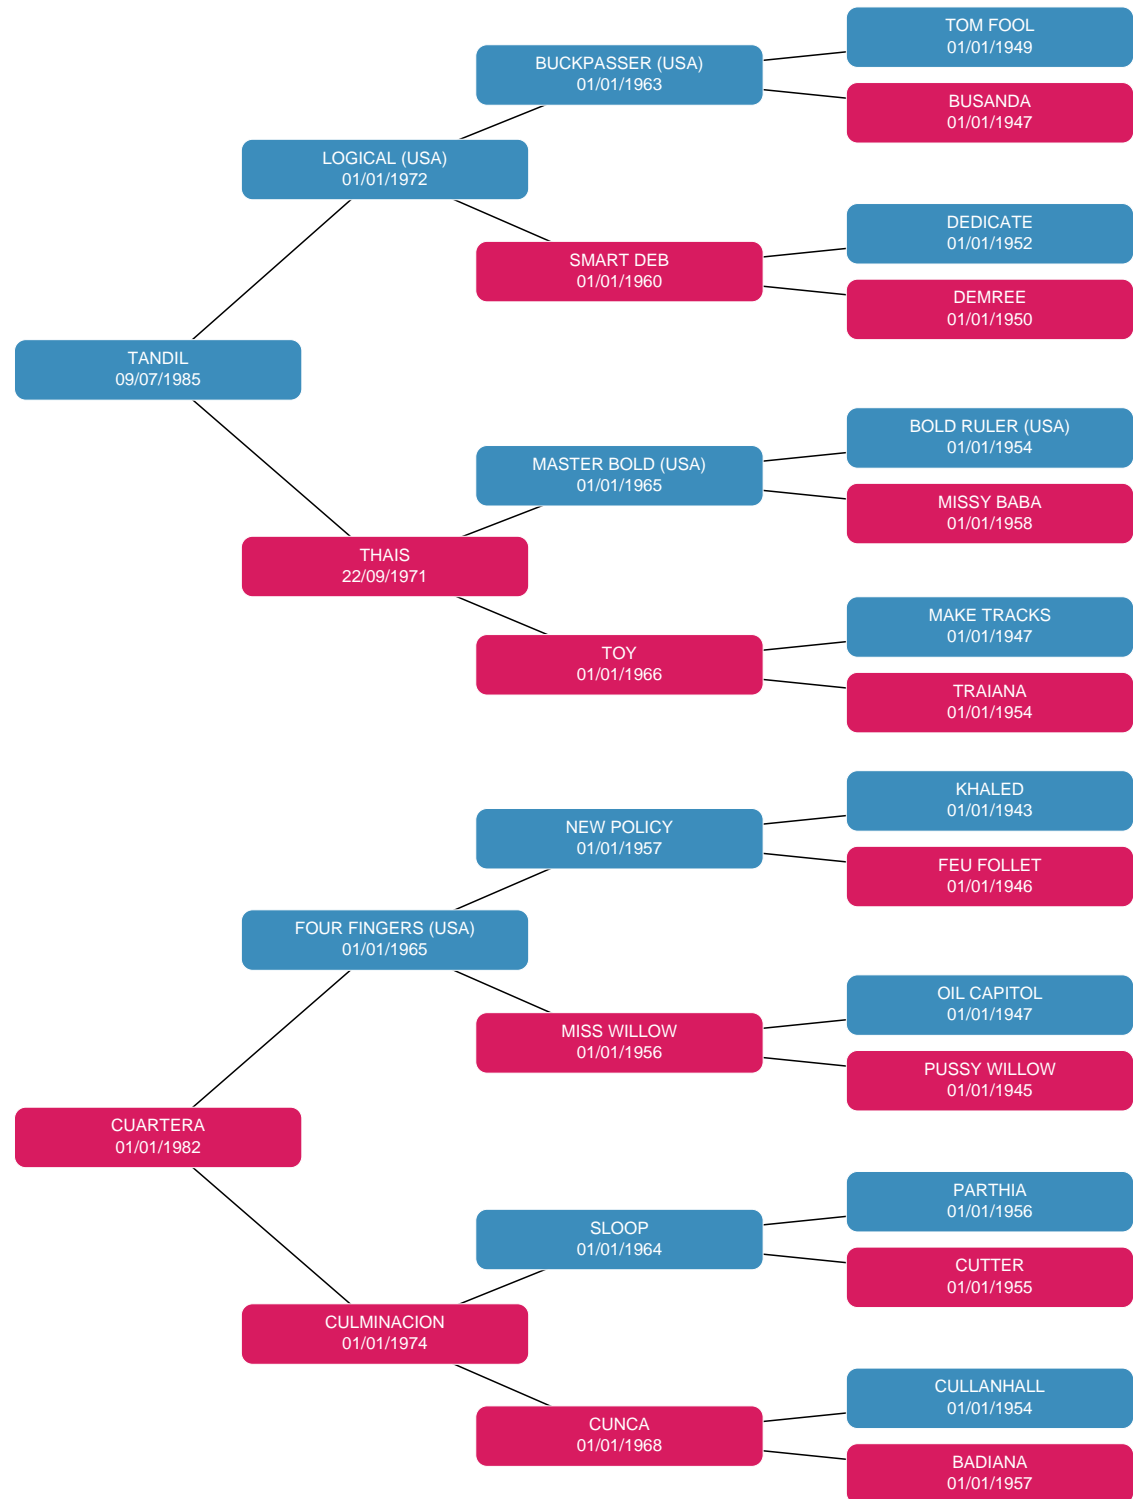 TOM FOOL
01/01/1949
BUCKPASSER (USA)
01/01/1963
BUSANDA
01/01/1947
LOGICAL (USA)
01/01/1972
DEDICATE
01/01/1952
SMART DEB
01/01/1960
DEMREE
01/01/1950
TANDIL
09/07/1985
BOLD RULER (USA)
01/01/1954
MASTER BOLD (USA)
01/01/1965
MISSY BABA
01/01/1958
THAIS
22/09/1971
MAKE TRACKS
01/01/1947
TOY
01/01/1966
TRAIANA
01/01/1954
KHALED
01/01/1943
NEW POLICY
01/01/1957
FEU FOLLET
01/01/1946
FOUR FINGERS (USA)
01/01/1965
OIL CAPITOL
01/01/1947
MISS WILLOW
01/01/1956
PUSSY WILLOW
01/01/1945
CUARTERA
01/01/1982
PARTHIA
01/01/1956
SLOOP
01/01/1964
CUTTER
01/01/1955
CULMINACION
01/01/1974
CULLANHALL
01/01/1954
CUNCA
01/01/1968
BADIANA
01/01/1957